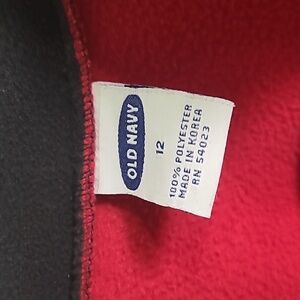 OLD NAVY
12
100% POLYESTER
MADE IN KOREA
RN 54023